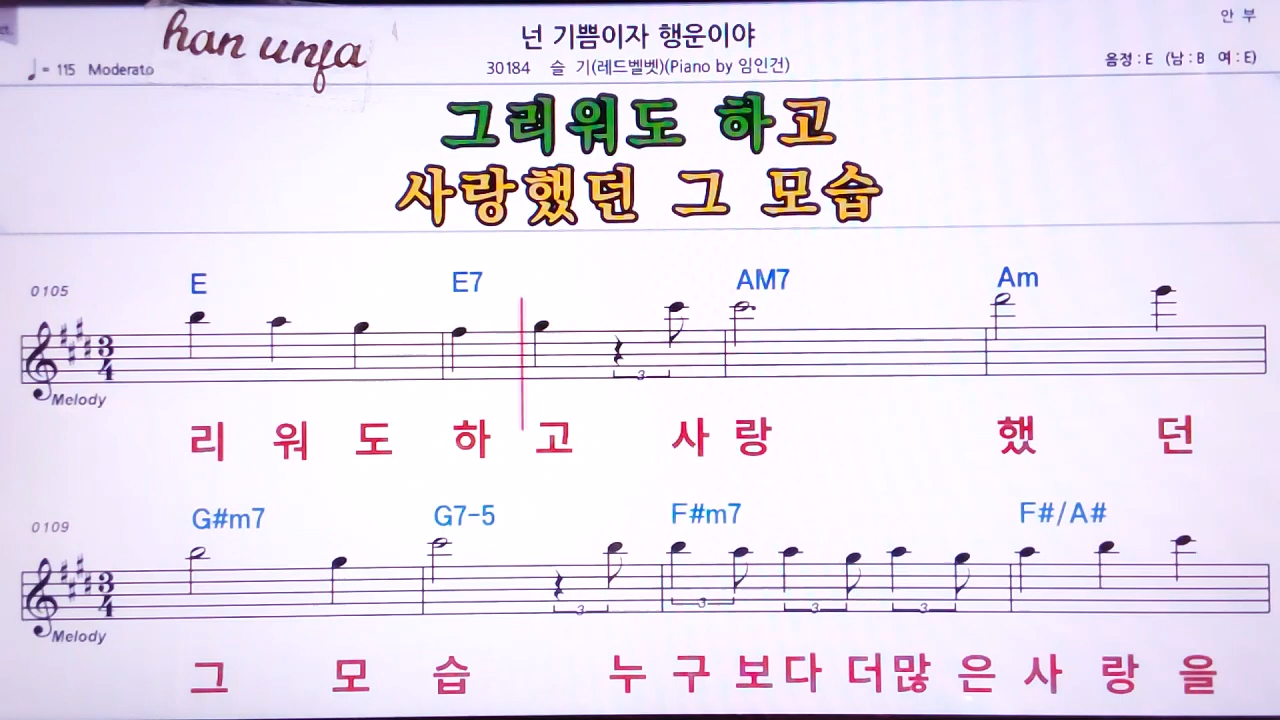 안 부
han unfa
넌 기쁨이자 행운이야
♩= 115 Moderato
30184 슬 기(레드벨벳)(Piano by 임인건)
음정 : E (남 : B 여 : E)
그리워도 하고
사랑했던 그 모습
0105 E E7 AM7 Am
3
4
3
Melody
리 워 도 하 고 사 랑 했 던
0109 G#m7 G7-5 F#m7 F#/A#
3
4
3 3 3 3
Melody
그 모 습 누 구 보 다 더 많 은 사 랑 을